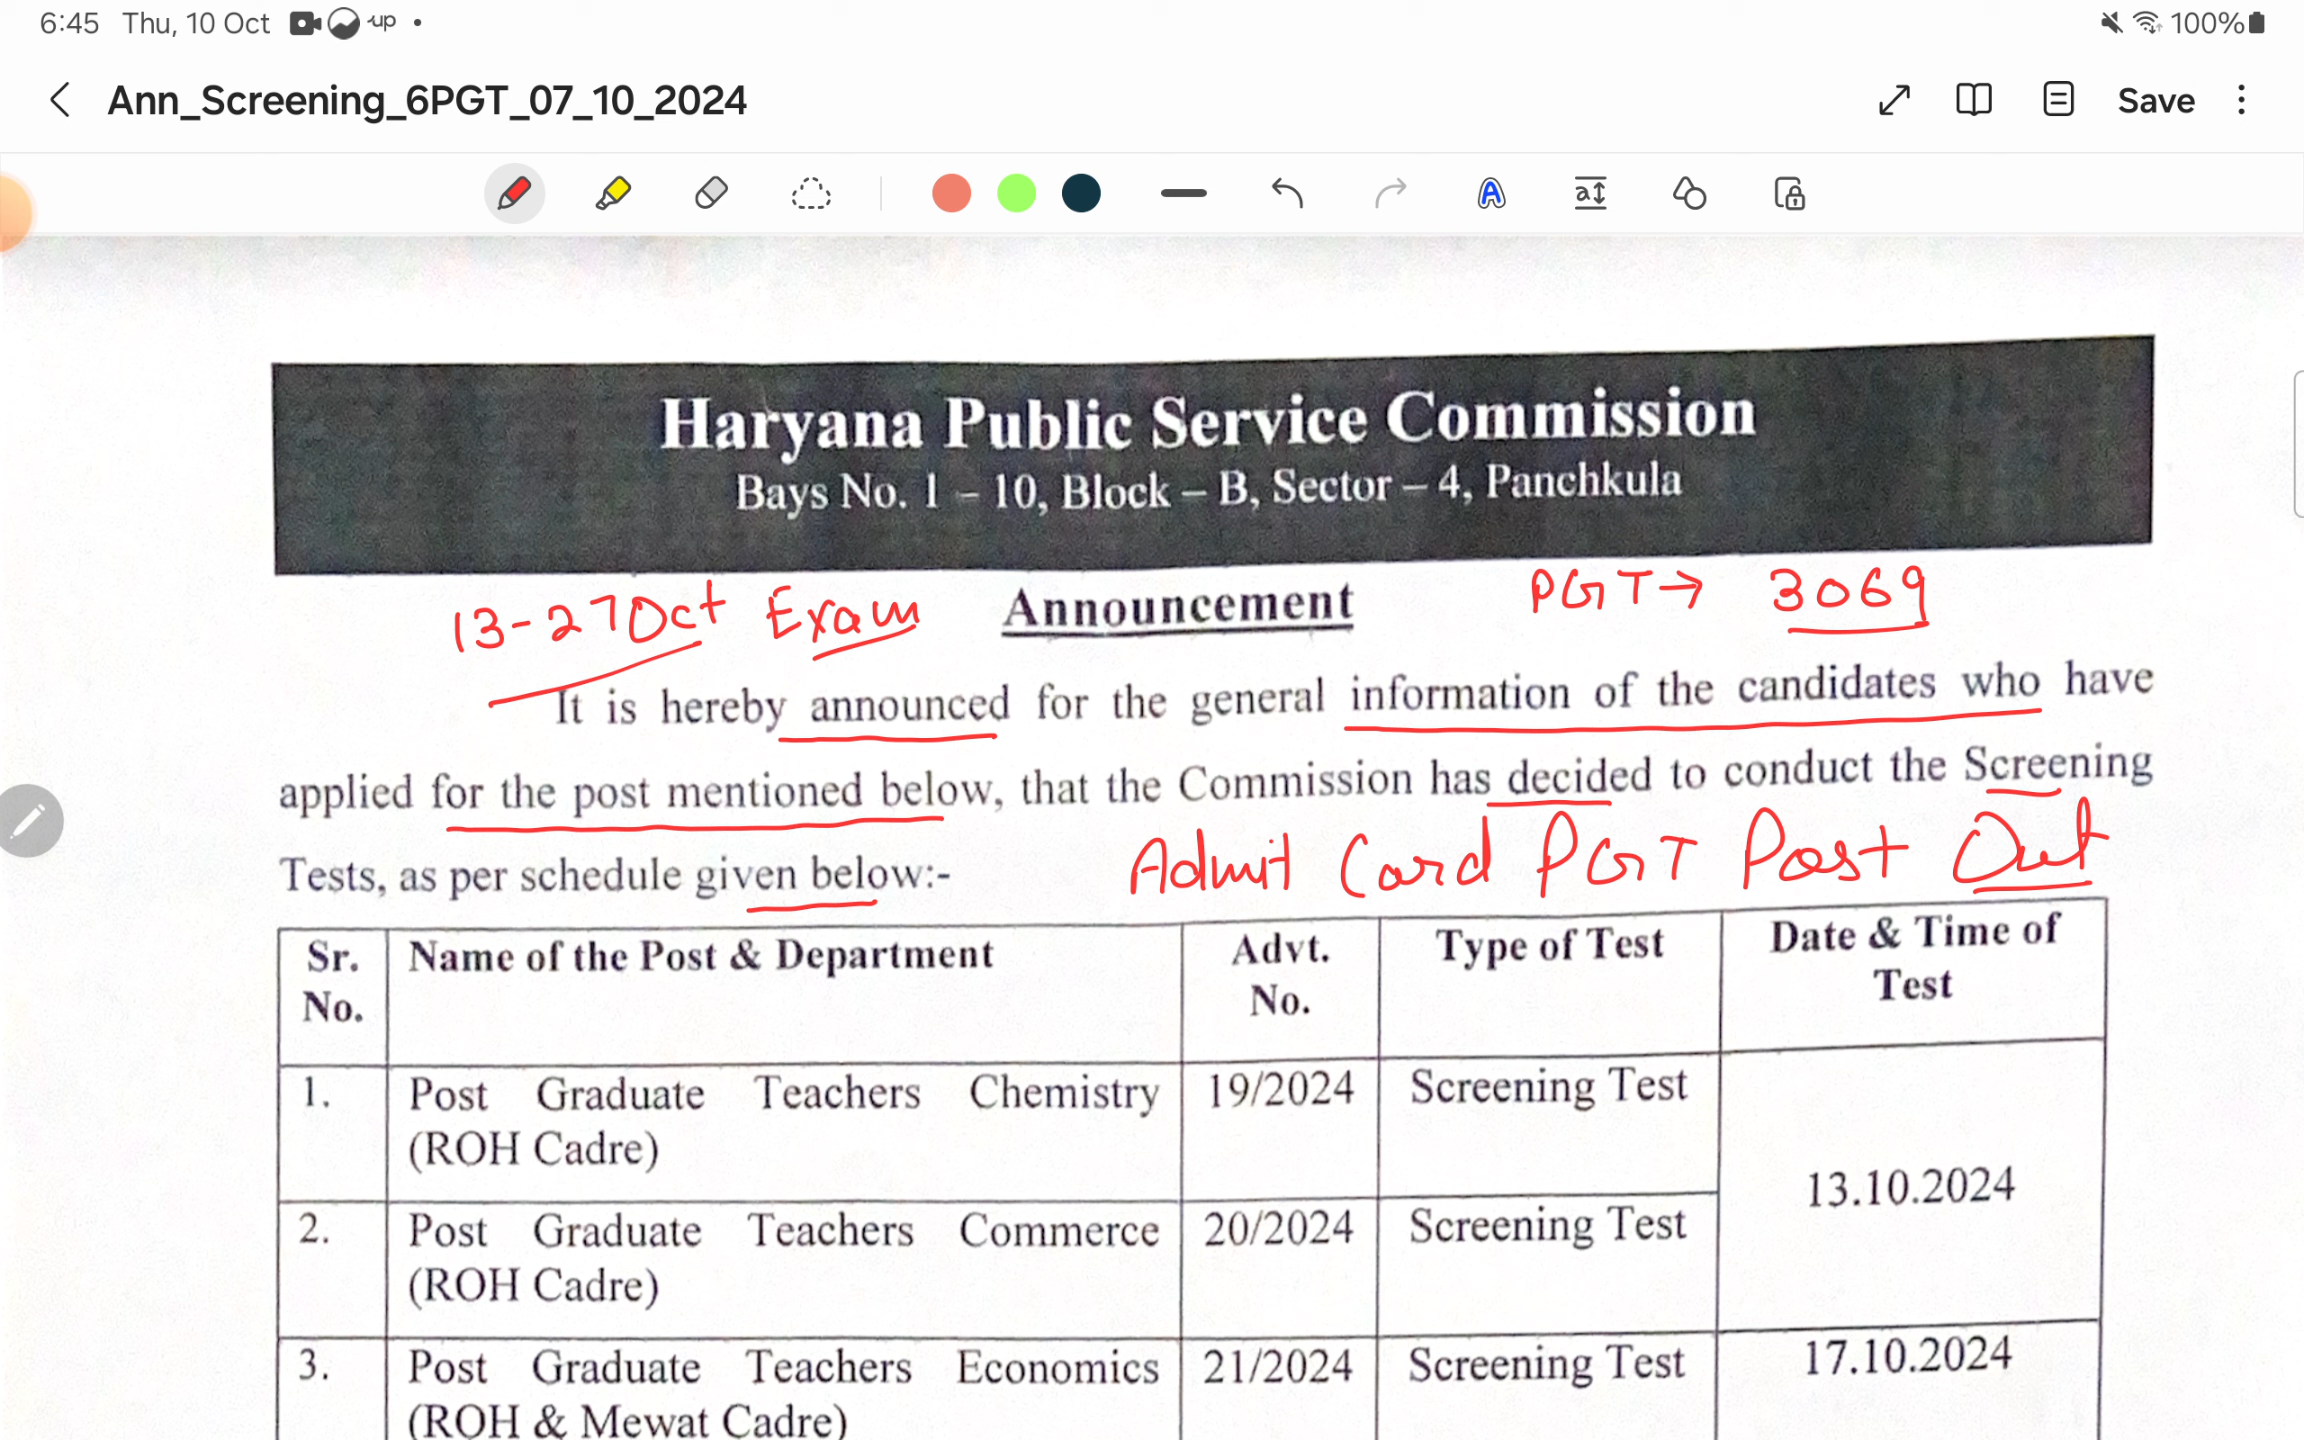 6:45 Thu, 10 Oct up 100%
Ann_Screening_6PGT_07_10_2024 Save
Haryana Public Service Commission
Bays No. 1 – 10, Block – B, Sector – 4, Panchkula
13-27 Oct Exam Announcement PGT→ 3069
It is hereby announced for the general information of the candidates who have
applied for the post mentioned below, that the Commission has decided to conduct the Screening
Tests, as per schedule given below:-
Admit Card PGT Post Out
Sr. No. Name of the Post & Department Advt. No. Type of Test Date & Time of Test
1. Post Graduate Teachers Chemistry 19/2024 Screening Test
(ROH Cadre)
13.10.2024
2. Post Graduate Teachers Commerce 20/2024 Screening Test
(ROH Cadre)
3. Post Graduate Teachers Economics 21/2024 Screening Test 17.10.2024
(ROH & Mewat Cadre)